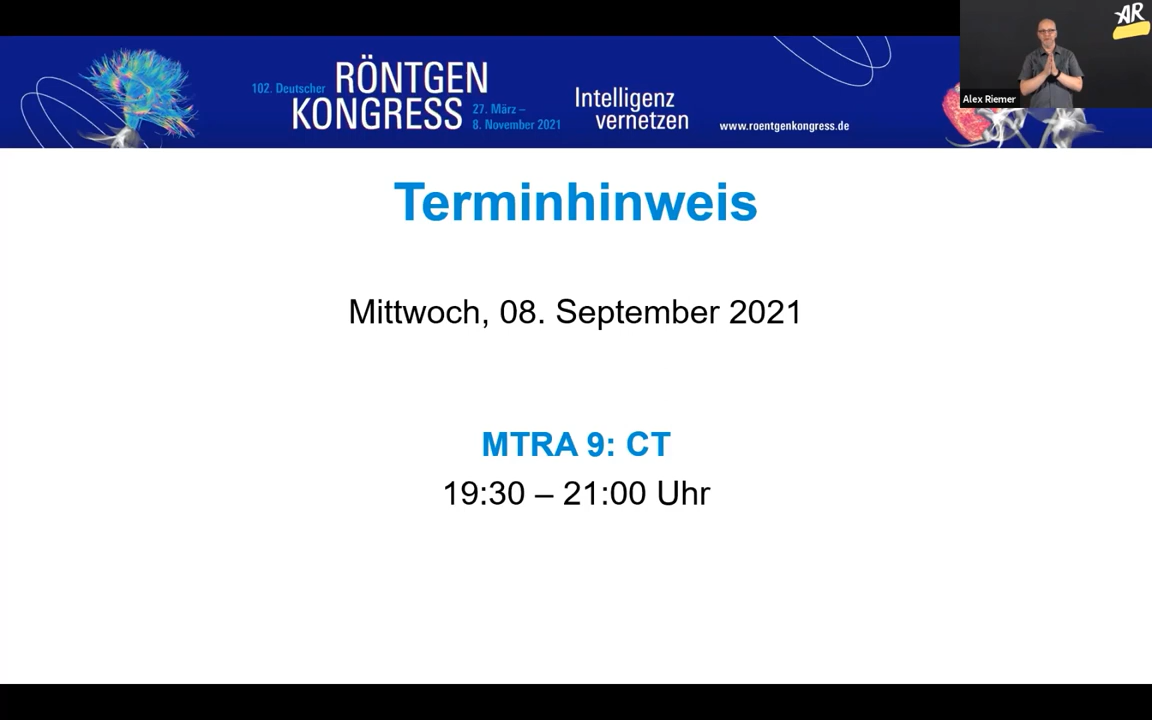 102. Deutscher RÖNTGEN
KONGRESS 27. März –
8. November 2021
Intelligenz
vernetzen
www.roentgenkongress.de
AR
Alex Riemer
Terminhinweis
Mittwoch, 08. September 2021
MTRA 9: CT
19:30 – 21:00 Uhr